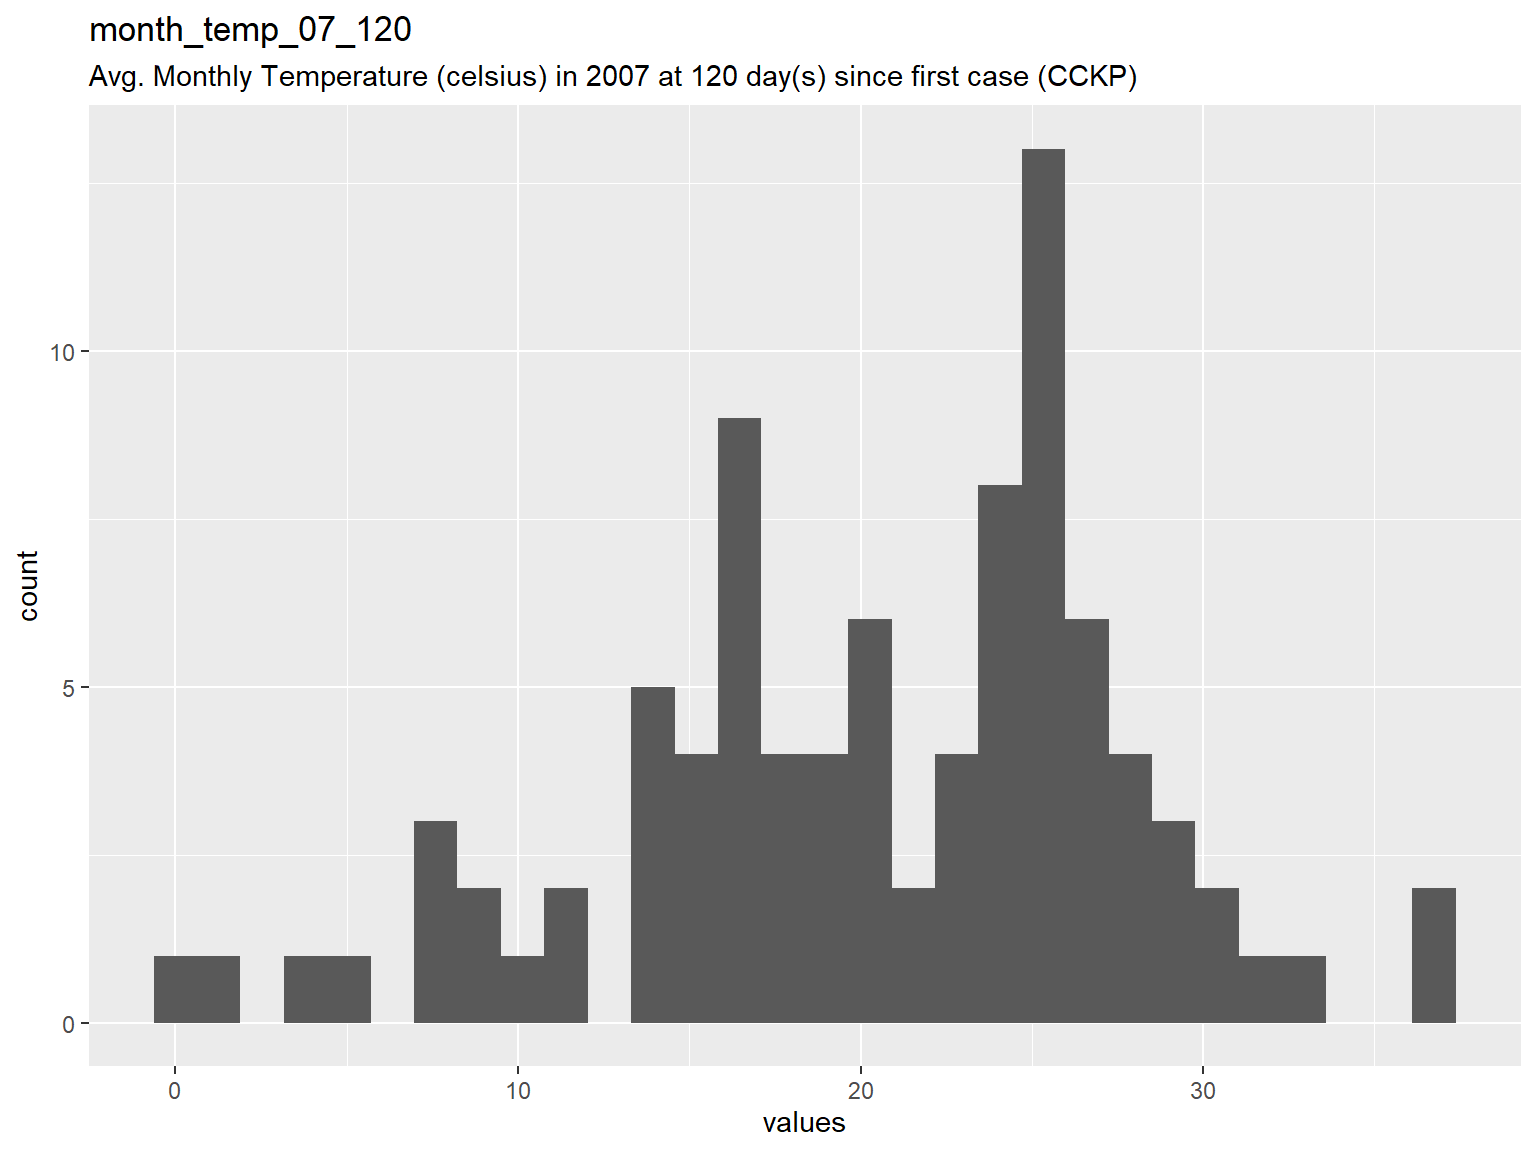 month_temp_07_120
Avg. Monthly Temperature (celsius) in 2007 at 120 day(s) since first case (CCKP)
10
5
0
count
0 10 20 30
values